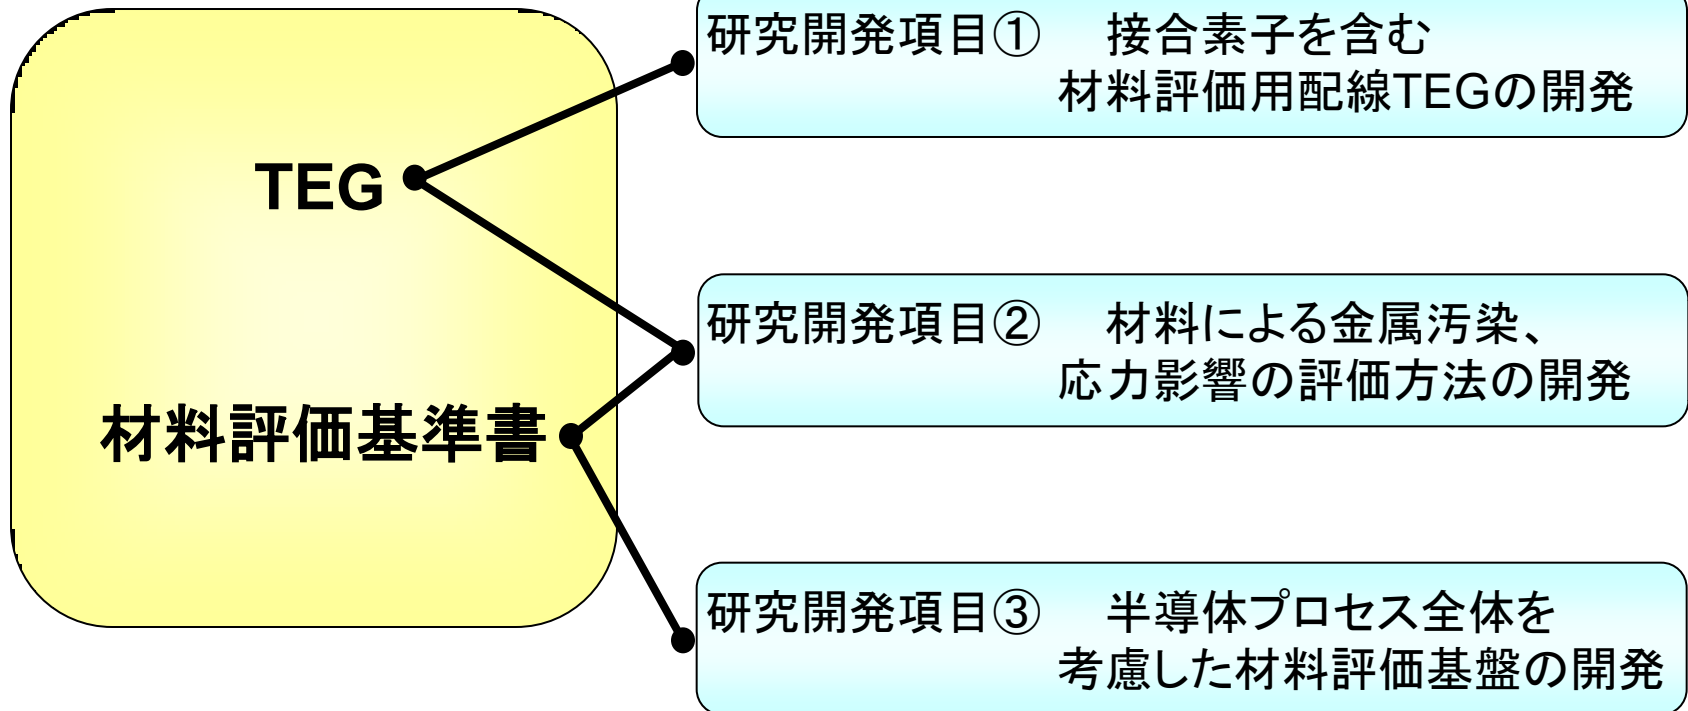 TEG
材料評価基準書
研究開発項目① 接合素子を含む
材料評価用配線TEGの開発
研究開発項目② 材料による金属汚染、
応力影響の評価方法の開発
研究開発項目③ 半導体プロセス全体を
考慮した材料評価基盤の開発